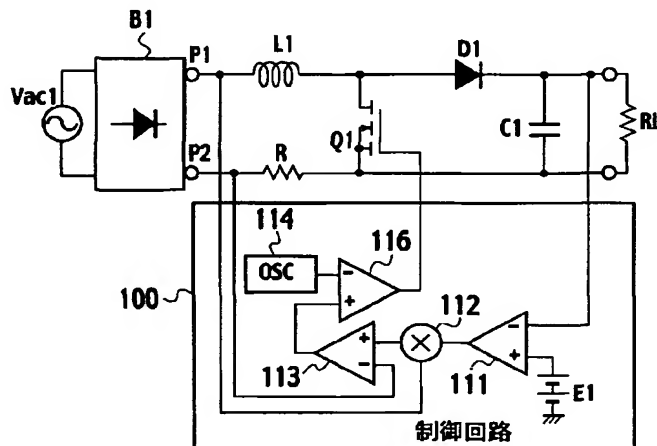 B1
P1
L1
D1
Vac1
Q1
C1
Rl
P2
R
114
116
OSC
-
+
100
112
-
+
+
-
113
111
E1
制御回路